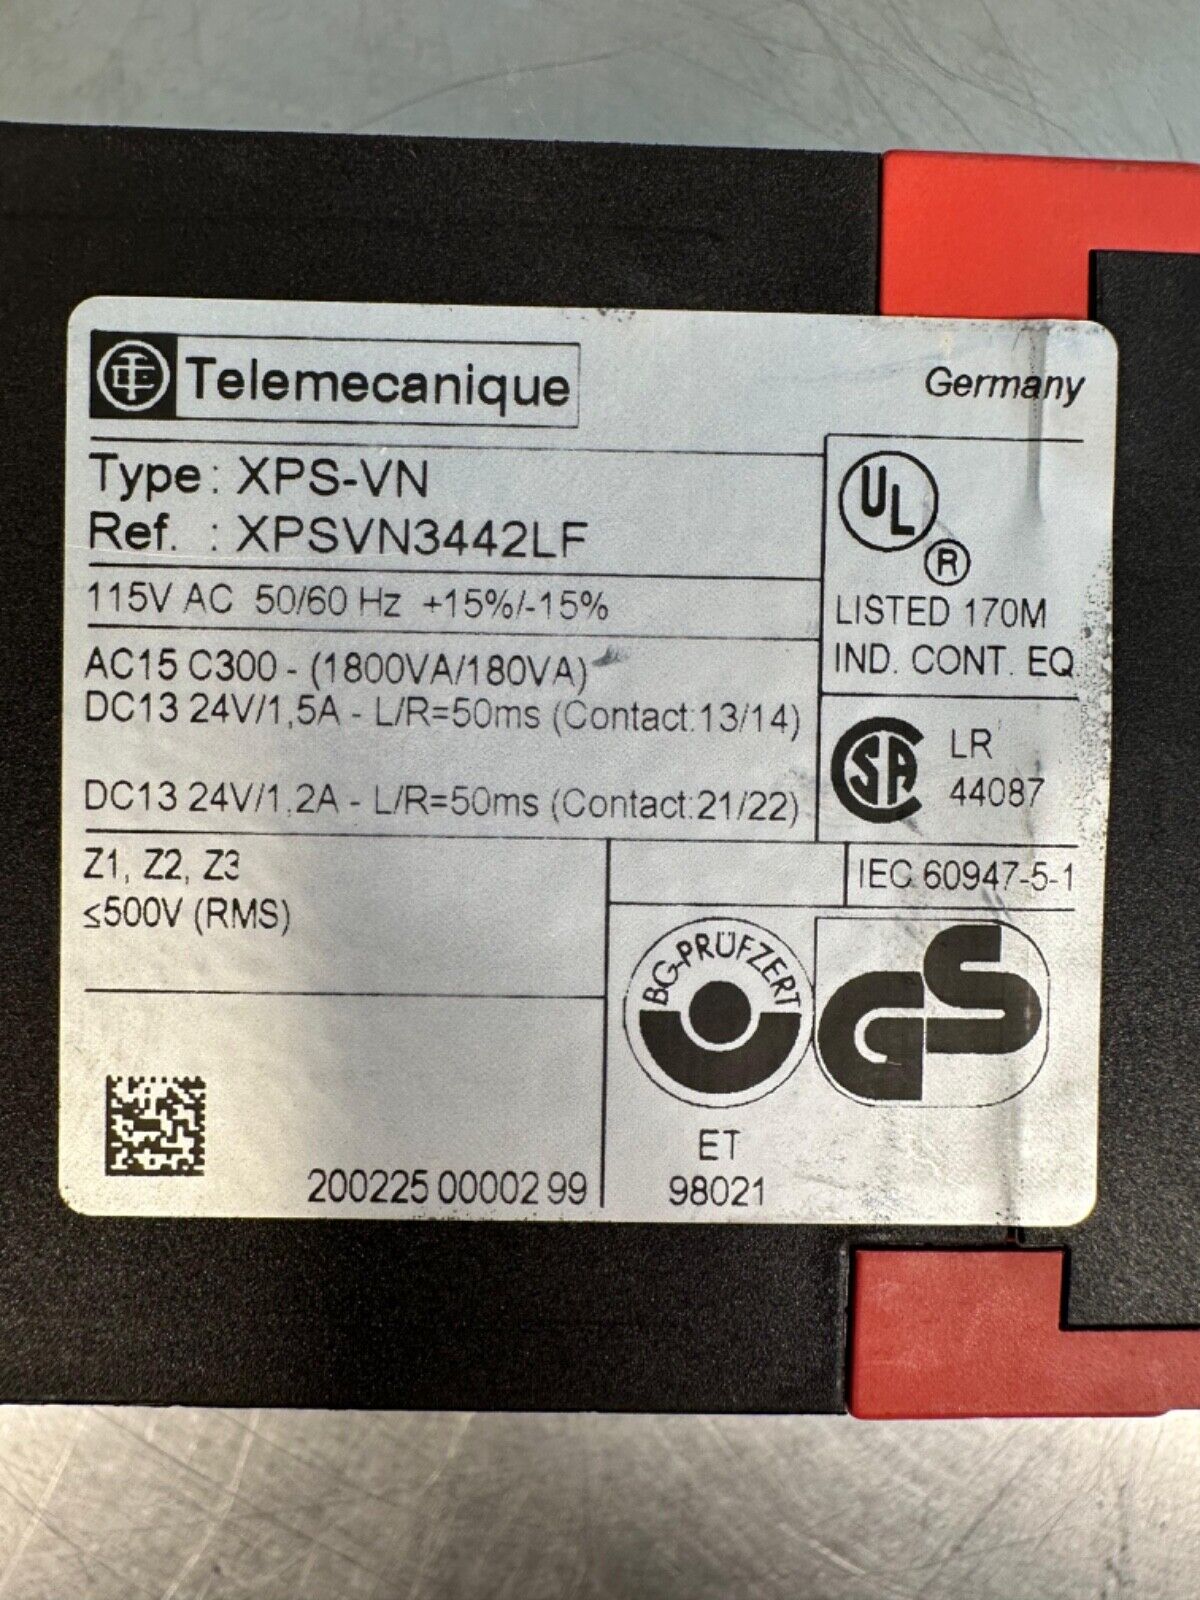 Telemecanique
Germany
Type : XPS-VN
Ref. : XPSVN3442LF
115V AC 50/60 Hz +15%/-15%
AC15 C300 - (1800VA/180VA)
DC13 24V/1,5A - L/R=50ms (Contact:13/14)
DC13 24V/1,2A - L/R=50ms (Contact:21/22)
UL ®
LISTED 170M
IND. CONT. EQ.
SA
LR
44087
Z1, Z2, Z3
≤500V (RMS)
IEC 60947-5-1
BG-PRÜFZERT
GS
ET
98021
200225 00002 99